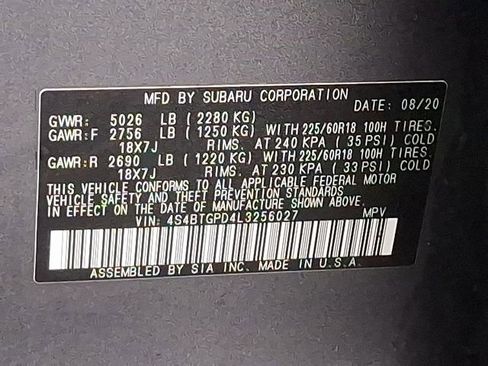 MFD BY SUBARU CORPORATION DATE: 08/20
GVWR: 5026 LB (2280 KG)
GAWR:F 2756 LB (1250 KG) WITH 225/60R18 100H TIRES.
18X7J RIMS. AT 240 KPA (35 PSI) COLD
GAWR:R 2690 LB (1220 KG) WITH 225/60R18 100H TIRES.
18X7J RIMS. AT 230 KPA (33 PSI) COLD
THIS VEHICLE CONFORMS TO ALL APPLICABLE FEDERAL MOTOR
VEHICLE SAFETY AND THEFT PREVENTION STANDARDS
IN EFFECT ON THE DATE OF MANUFACTURE SHOWN ABOVE.
VIN: 4S4BTGPD4L3256027 MPV
ASSEMBLED BY SIA INC. MADE IN U.S.A.